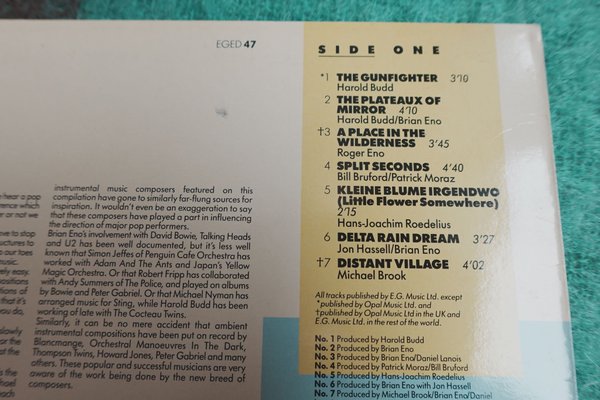 EGED 47
instrumental music composers featured on this
compilation have gone to similarly far-flung sources for
inspiration. It wouldn't even be an exaggeration to say
that these composers have played a part in influencing
the direction of major pop performers.
Brian Eno's involvement with David Bowie, Talking Heads
and U2 has been well documented, but it's less well
known that Simon Jeffes of Penguin Cafe Orchestra has
worked with Adam And The Ants and Japan's Yellow
Magic Orchestra. Or that Robert Fripp has collaborated
with Andy Summers of The Police, and played on albums
by Bowie and Peter Gabriel. Or that Michael Nyman has
arranged music for Sting, while Harold Budd has been
working of late with The Cocteau Twins.
Similarly, it can be no mere accident that ambient
instrumental compositions have been put on record by
Blancmange, Orchestral Manoeuvres In The Dark,
Thompson Twins, Howard Jones, Peter Gabriel and many
others. These popular and successful musicians are very
aware of the work being done by the new breed of
composers.
SIDE ONE
*1 THE GUNFIGHTER 3'10
Harold Budd
2 THE PLATEAUX OF
MIRROR 4'10
Harold Budd/Brian Eno
†3 A PLACE IN THE
WILDERNESS 3'45
Roger Eno
4 SPLIT SECONDS 4'40
Bill Bruford/Patrick Moraz
5 KLEINE BLUME IRGENDWO
(Little Flower Somewhere)
2'15
Hans-Joachim Roedelius
6 DELTA RAIN DREAM 3'27
Jon Hassell/Brian Eno
†7 DISTANT VILLAGE 4'02
Michael Brook
All tracks published by E.G. Music Ltd. except
*published by Opal Music Ltd. and
†published by Opal Music Ltd in the UK and
E.G. Music Ltd. in the rest of the world.
No. 1 Produced by Harold Budd
No. 2 Produced by Brian Eno
No. 3 Produced by Brian Eno/Daniel Lanois
No. 4 Produced by Patrick Moraz/Bill Bruford
No. 5 Produced by Hans-Joachim Roedelius
No. 6 Produced by Brian Eno with Jon Hassell
No. 7 Produced by Michael Brook/Brian Eno/Daniel